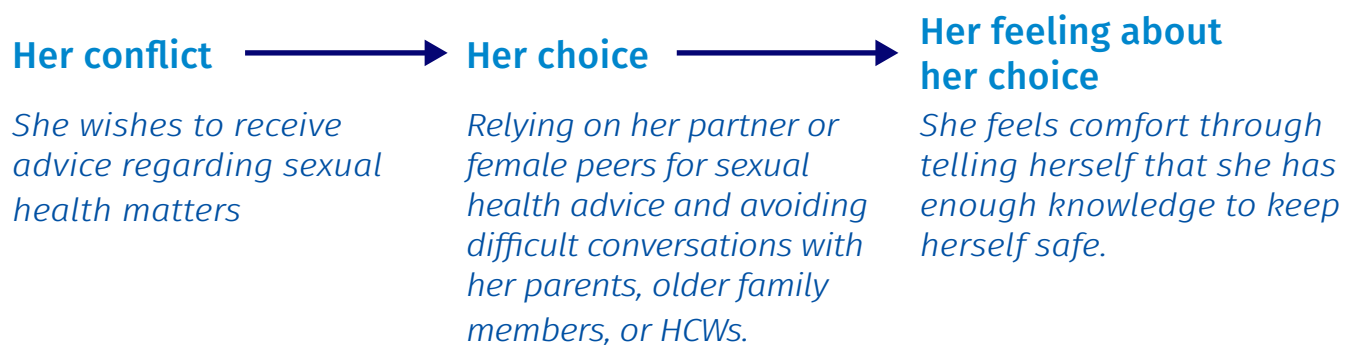 Her conflict
She wishes to receive
advice regarding sexual
health matters
Her choice
Relying on her partner or
female peers for sexual
health advice and avoiding
difficult conversations with
her parents, older family
members, or HCWs.
Her feeling about
her choice
She feels comfort through
telling herself that she has
enough knowledge to keep
herself safe.